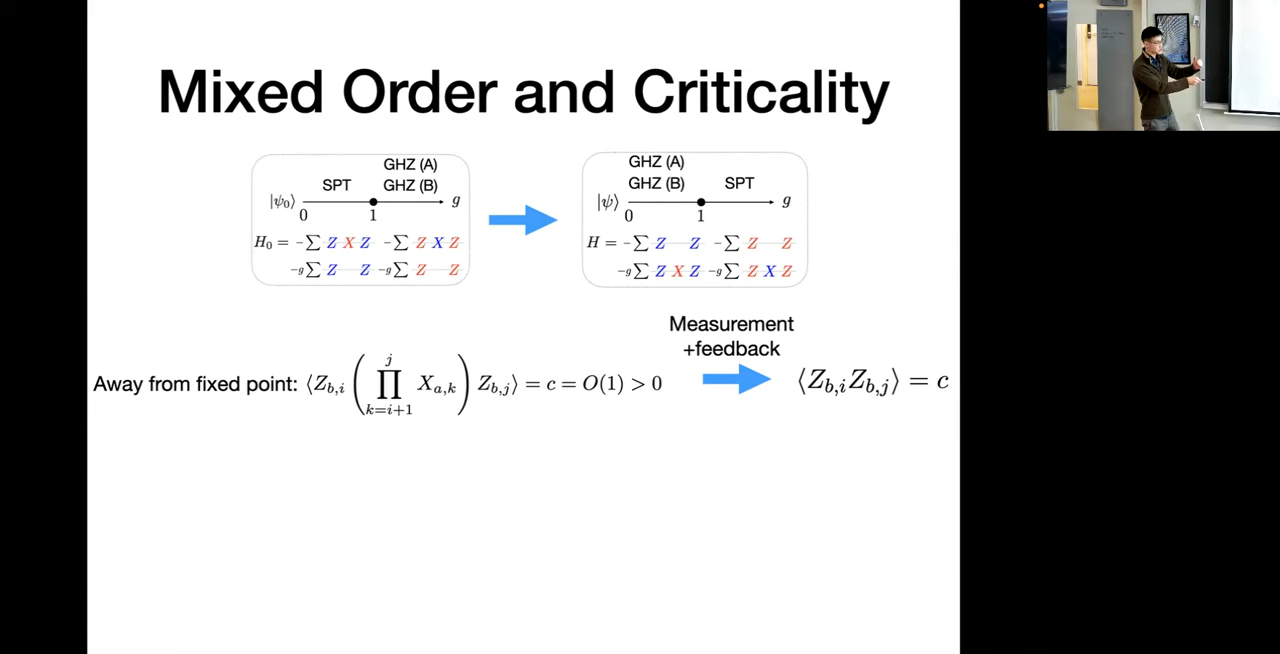 Mixed Order and Criticality
GHZ (A)
SPT GHZ (B)
|ψ₀⟩ 0 1 g
H₀ = −∑ Z X Z −∑ Z X Z
−g∑ Z Z −g∑ Z Z
GHZ (A)
GHZ (B) SPT
|ψ⟩ 0 1 g
H = −∑ Z Z −∑ Z Z
−g∑ Z X Z −g∑ Z X Z
Measurement
+feedback
Away from fixed point: ⟨Z_{b,i} (∏_{k=i+1}^{j} X_{a,k}) Z_{b,j}⟩ = c = O(1) > 0
⟨Z_{b,i}Z_{b,j}⟩ = c